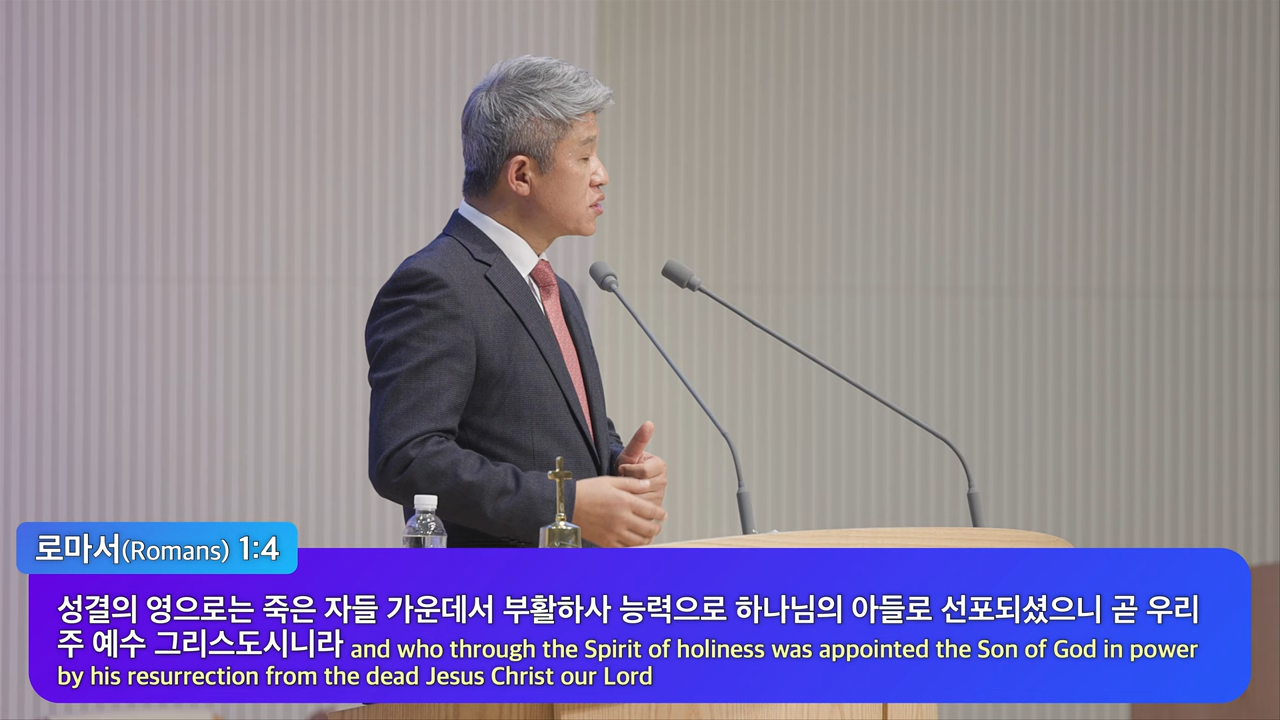 로마서(Romans) 1:4
성결의 영으로는 죽은 자들 가운데서 부활하사 능력으로 하나님의 아들로 선포되셨으니 곧 우리
주 예수 그리스도시니라 and who through the Spirit of holiness was appointed the Son of God in power
by his resurrection from the dead Jesus Christ our Lord